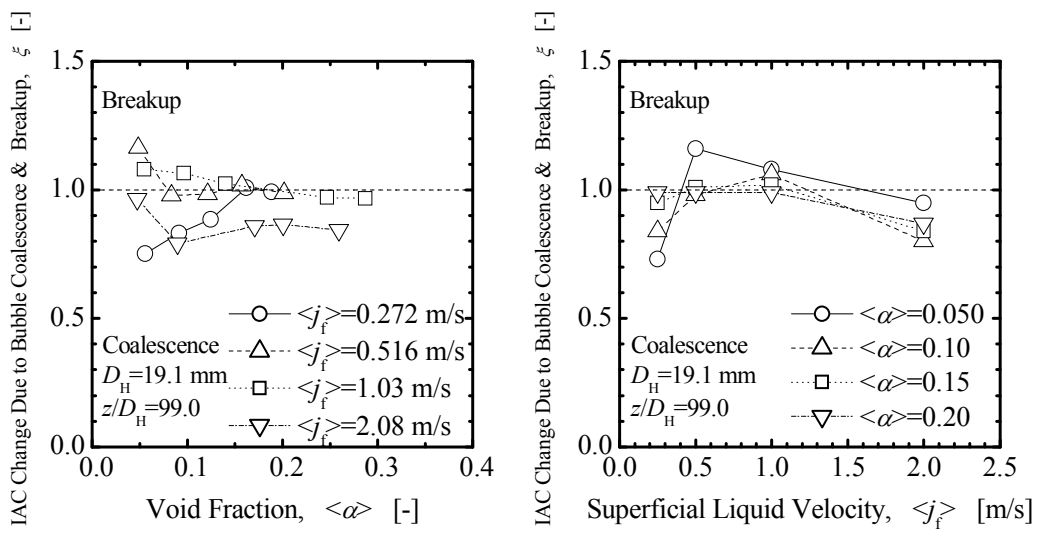 IAC Change Due to Bubble Coalescence & Breakup, ξ [-]
1.5
1.0
0.5
0.0
Breakup
Coalescence
D_H=19.1 mm
z/D_H=99.0
<j_f>=0.272 m/s
<j_f>=0.516 m/s
<j_f>=1.03 m/s
<j_f>=2.08 m/s
0.0 0.1 0.2 0.3 0.4
Void Fraction, <α> [-]
IAC Change Due to Bubble Coalescence & Breakup, ξ [-]
1.5
1.0
0.5
0.0
Breakup
Coalescence
D_H=19.1 mm
z/D_H=99.0
<α>=0.050
<α>=0.10
<α>=0.15
<α>=0.20
0.0 0.5 1.0 1.5 2.0 2.5
Superficial Liquid Velocity, <j_f> [m/s]